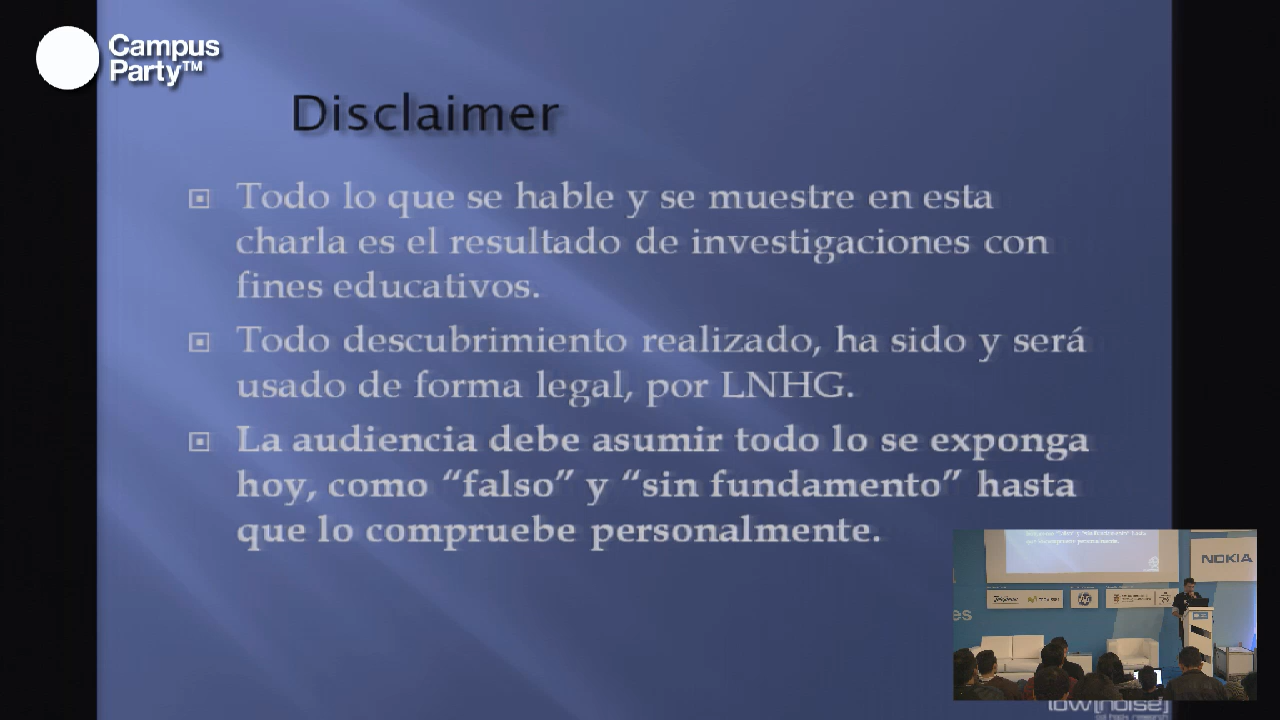 Campus
Party™
Disclaimer
Todo lo que se hable y se muestre en esta
charla es el resultado de investigaciones con
fines educativos.
Todo descubrimiento realizado, ha sido y será
usado de forma legal, por LNHG.
La audiencia debe asumir todo lo se exponga
hoy, como “falso” y “sin fundamento” hasta
que lo compruebe personalmente.
NOKIA
es
low[noise]